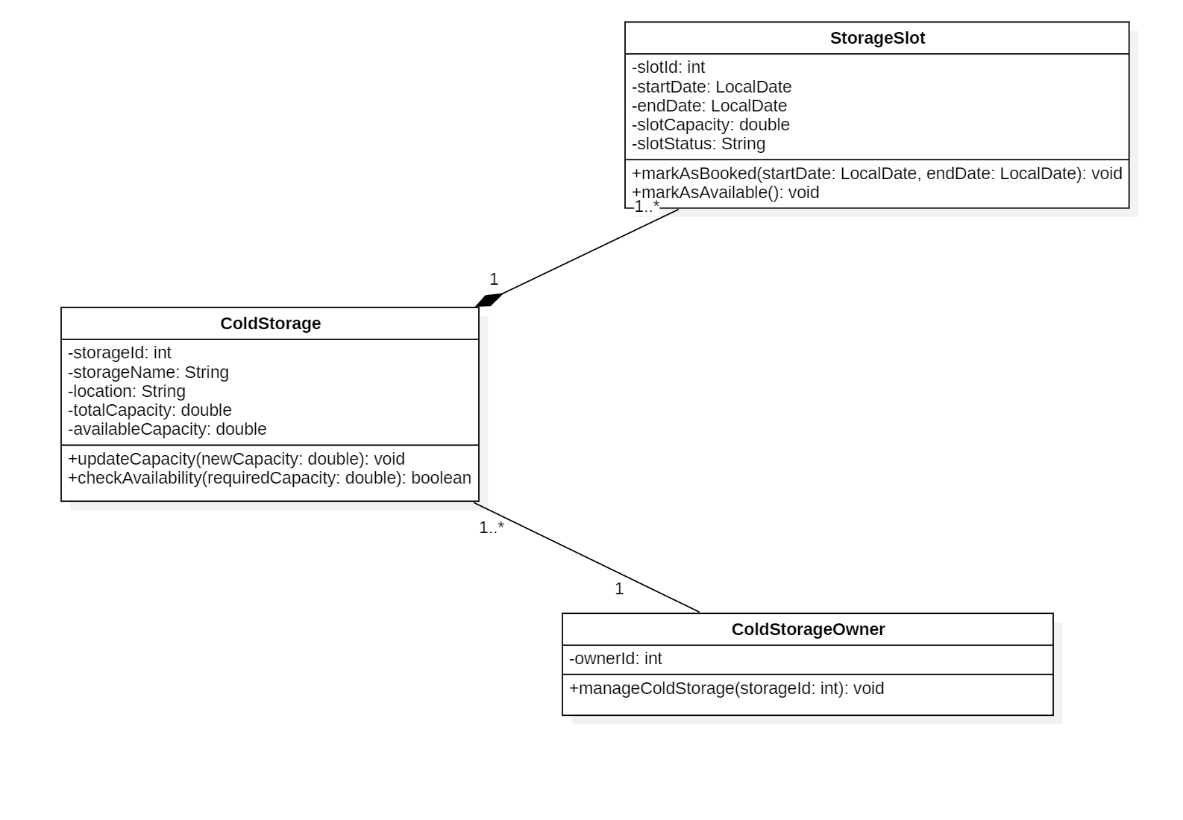 StorageSlot
-slotId: int
-startDate: LocalDate
-endDate: LocalDate
-slotCapacity: double
-slotStatus: String
+markAsBooked(startDate: LocalDate, endDate: LocalDate): void
+markAsAvailable(): void
1..*
1
ColdStorage
-storageId: int
-storageName: String
-location: String
-totalCapacity: double
-availableCapacity: double
+updateCapacity(newCapacity: double): void
+checkAvailability(requiredCapacity: double): boolean
1..*
1
ColdStorageOwner
-ownerId: int
+manageColdStorage(storageId: int): void